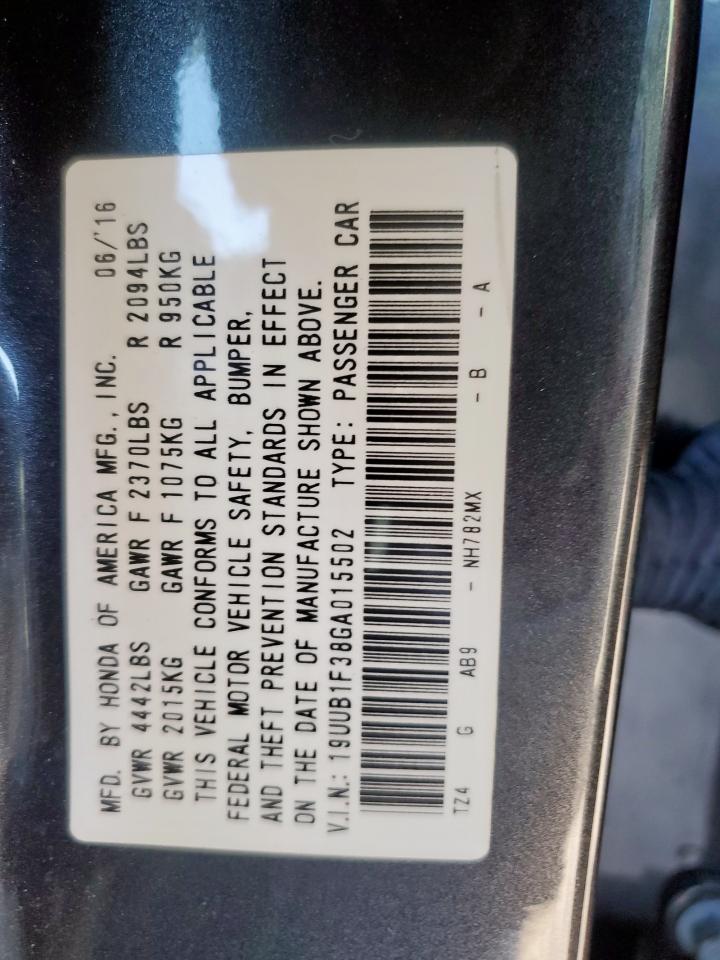 MFD. BY HONDA OF AMERICA MFG., INC. 06/'16
GVWR 4442LBS GAWR F 2370LBS R 2094LBS
GVWR 2015KG GAWR F 1075KG R 950KG
THIS VEHICLE CONFORMS TO ALL APPLICABLE
FEDERAL MOTOR VEHICLE SAFETY, BUMPER,
AND THEFT PREVENTION STANDARDS IN EFFECT
ON THE DATE OF MANUFACTURE SHOWN ABOVE.
V.I.N.: 19UUB1F38GA015502 TYPE: PASSENGER CAR
TZ4 G AB9 - NH782MX - B - A